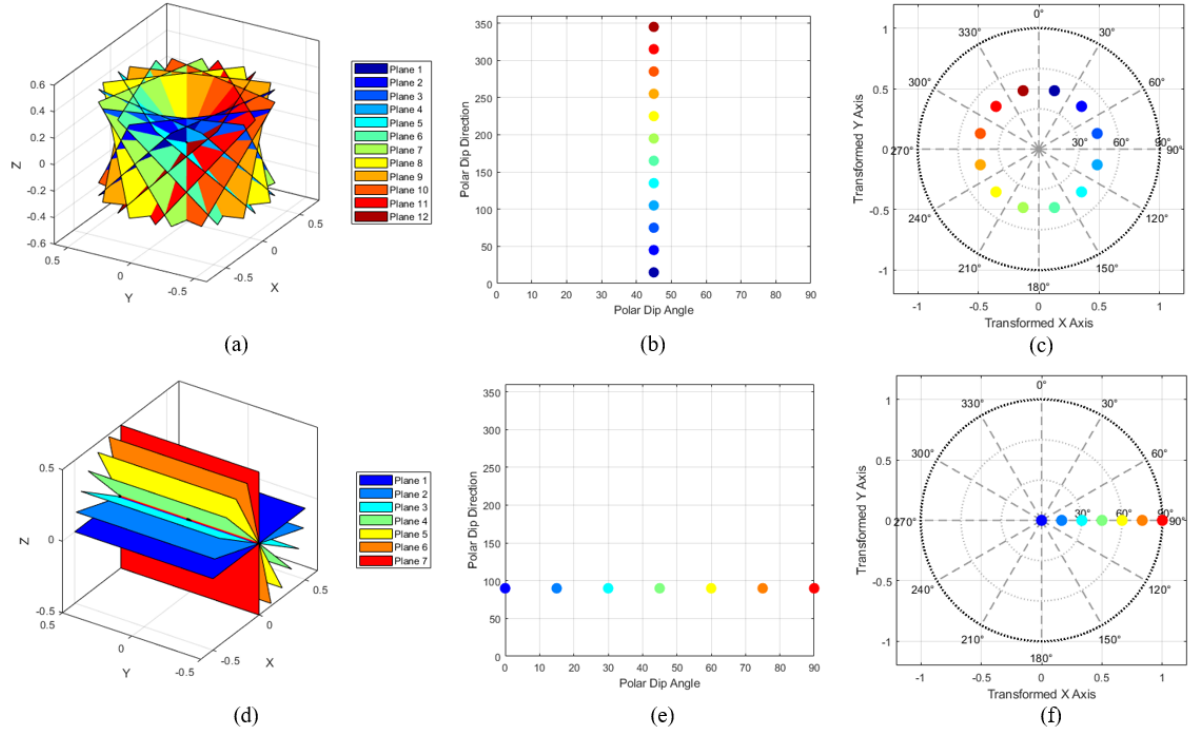 0.6
0.4
0.2
0
-0.2
-0.4
-0.6
Z
0.5
0
-0.5
Y
-0.5
0
0.5
X
Plane 1
Plane 2
Plane 3
Plane 4
Plane 5
Plane 6
Plane 7
Plane 8
Plane 9
Plane 10
Plane 11
Plane 12
(a)
350
300
250
200
150
100
50
0
Polar Dip Direction
0 10 20 30 40 50 60 70 80 90
Polar Dip Angle
(b)
1
0.5
0
-0.5
-1
Transformed Y Axis
0°
30°
60°
90°
120°
150°
180°
210°
240°
270°
300°
330°
30° 60° 90°
-1 -0.5 0 0.5 1
Transformed X Axis
(c)
0.5
0
-0.5
Z
0.5
0
-0.5
Y
-0.5
0
0.5
X
Plane 1
Plane 2
Plane 3
Plane 4
Plane 5
Plane 6
Plane 7
(d)
350
300
250
200
150
100
50
0
Polar Dip Direction
0 10 20 30 40 50 60 70 80 90
Polar Dip Angle
(e)
1
0.5
0
-0.5
-1
Transformed Y Axis
0°
30°
60°
90°
120°
150°
180°
210°
240°
270°
300°
330°
30° 60° 90°
-1 -0.5 0 0.5 1
Transformed X Axis
(f)